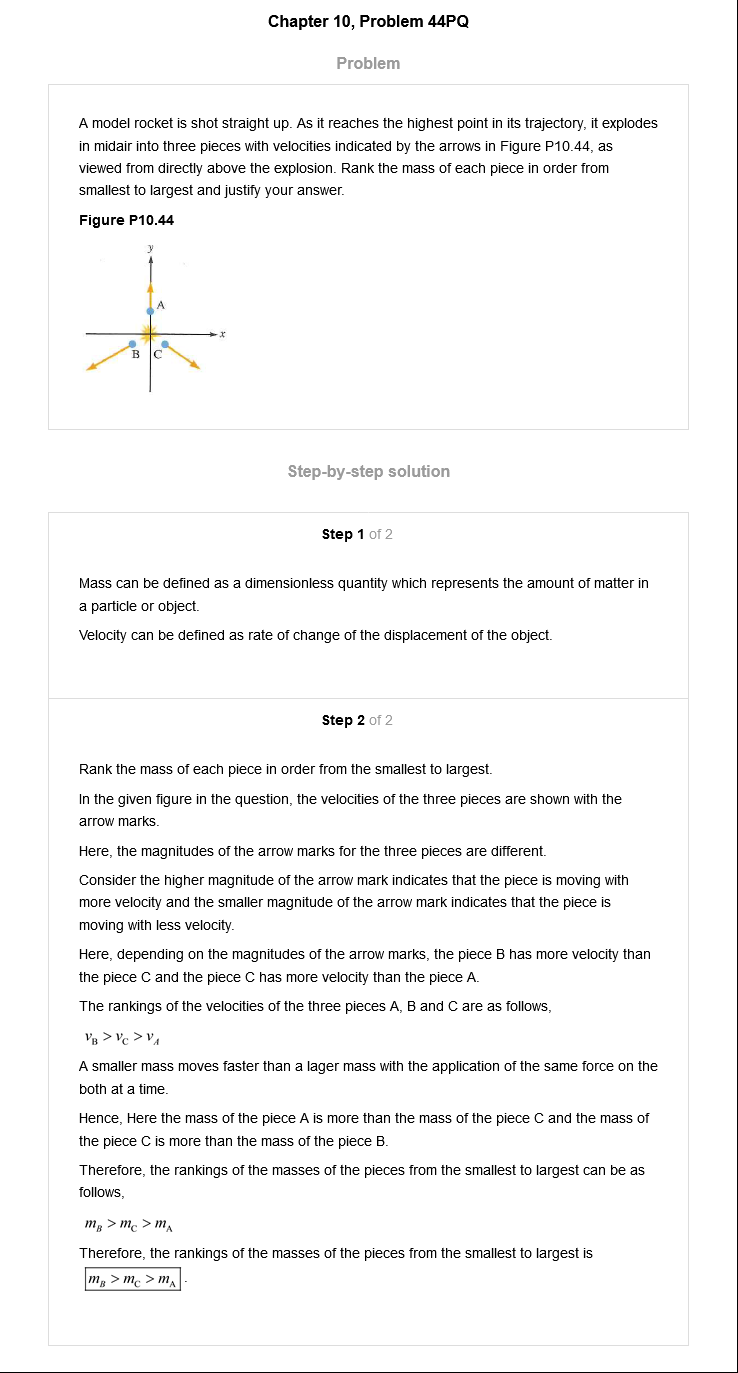 Chapter 10, Problem 44PQ
Problem
A model rocket is shot straight up. As it reaches the highest point in its trajectory, it explodes
in midair into three pieces with velocities indicated by the arrows in Figure P10.44, as
viewed from directly above the explosion. Rank the mass of each piece in order from
smallest to largest and justify your answer.
Figure P10.44
y
A
x
B C
Step-by-step solution
Step 1 of 2
Mass can be defined as a dimensionless quantity which represents the amount of matter in
a particle or object.
Velocity can be defined as rate of change of the displacement of the object.
Step 2 of 2
Rank the mass of each piece in order from the smallest to largest.
In the given figure in the question, the velocities of the three pieces are shown with the
arrow marks.
Here, the magnitudes of the arrow marks for the three pieces are different.
Consider the higher magnitude of the arrow mark indicates that the piece is moving with
more velocity and the smaller magnitude of the arrow mark indicates that the piece is
moving with less velocity.
Here, depending on the magnitudes of the arrow marks, the piece B has more velocity than
the piece C and the piece C has more velocity than the piece A.
The rankings of the velocities of the three pieces A, B and C are as follows,
v_B > v_C > v_A
A smaller mass moves faster than a lager mass with the application of the same force on the
both at a time.
Hence, Here the mass of the piece A is more than the mass of the piece C and the mass of
the piece C is more than the mass of the piece B.
Therefore, the rankings of the masses of the pieces from the smallest to largest can be as
follows,
m_B > m_C > m_A
Therefore, the rankings of the masses of the pieces from the smallest to largest is
m_B > m_C > m_A .